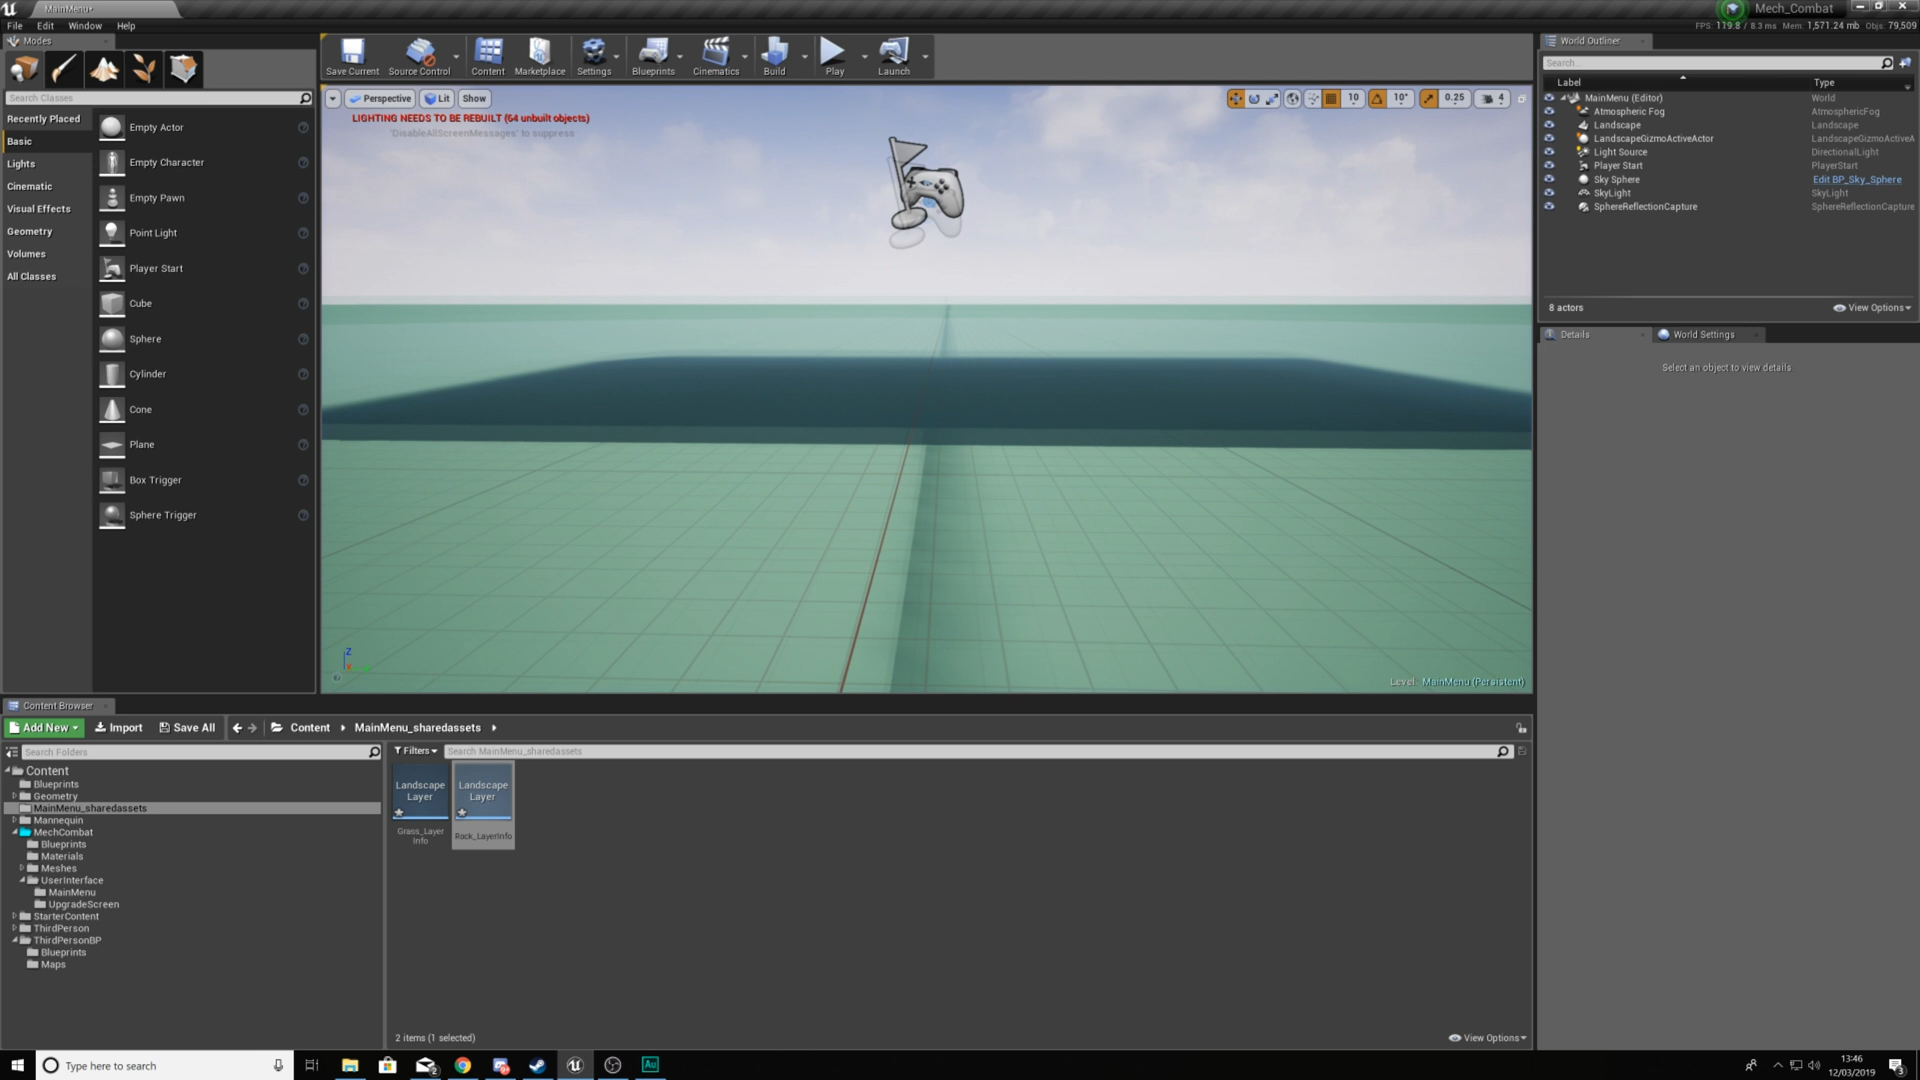 MainMenu*
Mech_Combat
File Edit Window Help
FPS: 119.8 / 8.3 ms Mem: 1,571.24 mb Objs: 79,509
Modes
Search Classes
Recently Placed
Basic
Lights
Cinematic
Visual Effects
Geometry
Volumes
All Classes
Empty Actor
Empty Character
Empty Pawn
Point Light
Player Start
Cube
Sphere
Cylinder
Cone
Plane
Box Trigger
Sphere Trigger
Save Current Source Control Content Marketplace Settings Blueprints Cinematics Build Play Launch
Perspective Lit Show
10 10° 0.25 4
LIGHTING NEEDS TO BE REBUILT (64 unbuilt objects)
'DisableAllScreenMessages' to suppress
Z
Level: MainMenu (Persistent)
World Outliner
Search...
Label Type
MainMenu (Editor) World
Atmospheric Fog AtmosphericFog
Landscape Landscape
LandscapeGizmoActiveActor LandscapeGizmoActiveA
Light Source DirectionalLight
Player Start PlayerStart
Sky Sphere Edit BP_Sky_Sphere
SkyLight SkyLight
SphereReflectionCapture SphereReflectionCapture
8 actors View Options
Details World Settings
Select an object to view details.
Content Browser
Add New Import Save All Content MainMenu_sharedassets
Search Folders
Filters Search MainMenu_sharedassets
Content
Blueprints
Geometry
MainMenu_sharedassets
Mannequin
MechCombat
Blueprints
Materials
Meshes
UserInterface
MainMenu
UpgradeScreen
StarterContent
ThirdPerson
ThirdPersonBP
Blueprints
Maps
Landscape
Layer
Grass_Layer
Info
Landscape
Layer
Rock_LayerInfo
2 items (1 selected) View Options
Type here to search
2
Au
13:46
12/03/2019
3